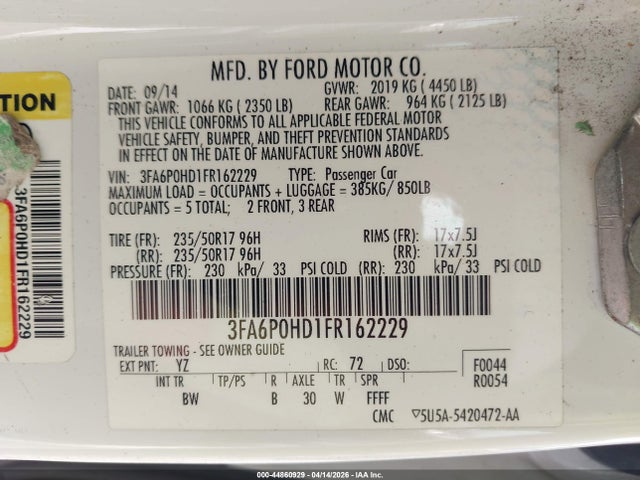 MFD. BY FORD MOTOR CO.
DATE: 09/14 GVWR: 2019 KG ( 4450 LB)
FRONT GAWR: 1066 KG ( 2350 LB) REAR GAWR: 964 KG ( 2125 LB)
THIS VEHICLE CONFORMS TO ALL APPLICABLE FEDERAL MOTOR
VEHICLE SAFETY, BUMPER, AND THEFT PREVENTION STANDARDS
IN EFFECT ON THE DATE OF MANUFACTURE SHOWN ABOVE.
VIN: 3FA6P0HD1FR162229 TYPE: Passenger Car
MAXIMUM LOAD = OCCUPANTS + LUGGAGE = 385KG/ 850LB
OCCUPANTS = 5 TOTAL; 2 FRONT, 3 REAR
TIRE (FR): 235/50R17 96H RIMS (FR): 17x7.5J
(RR): 235/50R17 96H (RR): 17x7.5J
PRESSURE (FR): 230 kPa/ 33 PSI COLD (RR): 230 kPa/ 33 PSI COLD
3FA6P0HD1FR162229
TRAILER TOWING - SEE OWNER GUIDE
EXT PNT: YZ RC: 72 DSO: F0044
R0054
INT TR TP/PS R AXLE TR SPR
BW B 30 W FFFF
CMC ▽5U5A-5420472-AA
TION
3FA6P0HD1FR162229
000-44860929 - 04/14/2026 - COPYRIGHT IAA, LLC.